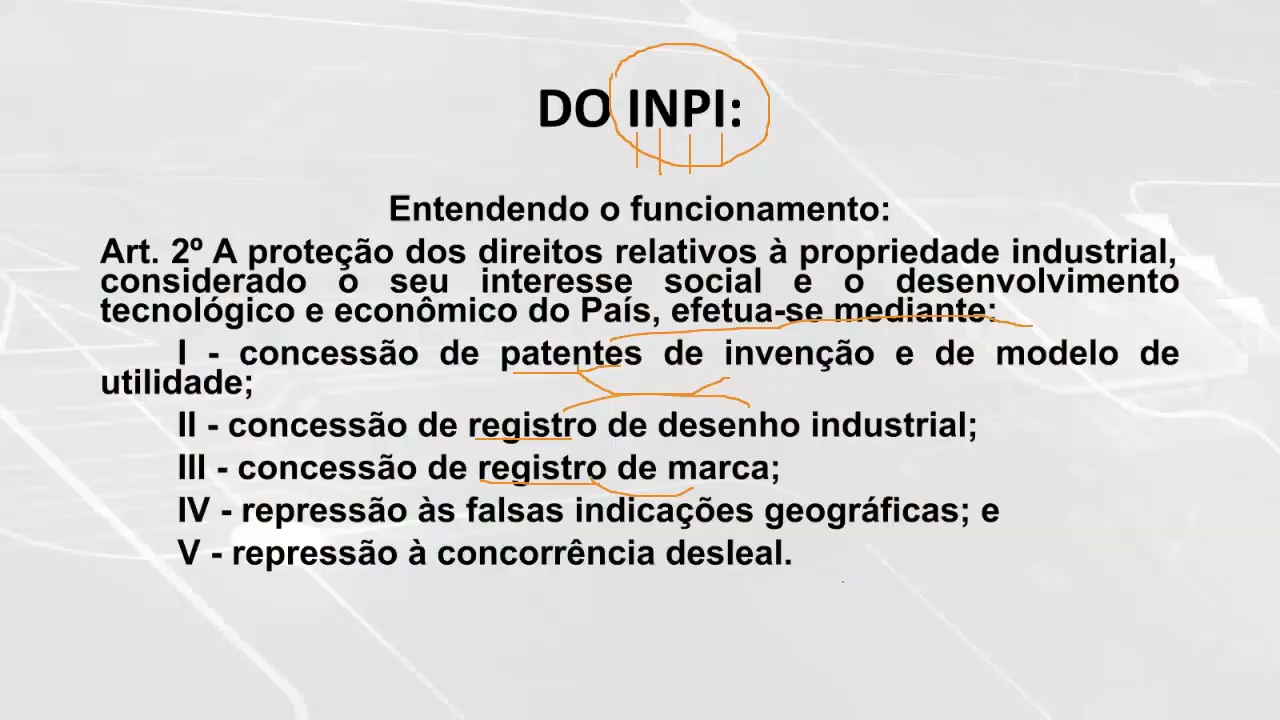 DO INPI:
Entendendo o funcionamento:
Art. 2º A proteção dos direitos relativos à propriedade industrial,
considerado o seu interesse social e o desenvolvimento
tecnológico e econômico do País, efetua-se mediante:
I - concessão de patentes de invenção e de modelo de
utilidade;
II - concessão de registro de desenho industrial;
III - concessão de registro de marca;
IV - repressão às falsas indicações geográficas; e
V - repressão à concorrência desleal.